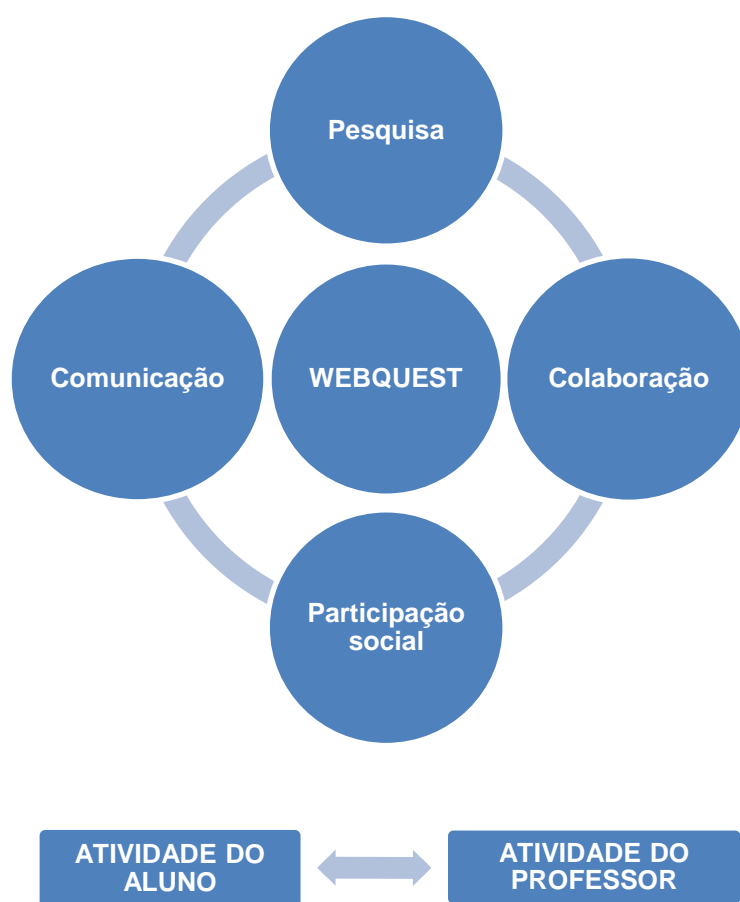 Pesquisa
Comunicação
WEBQUEST
Colaboração
Participação
social
ATIVIDADE DO
ALUNO
ATIVIDADE DO
PROFESSOR